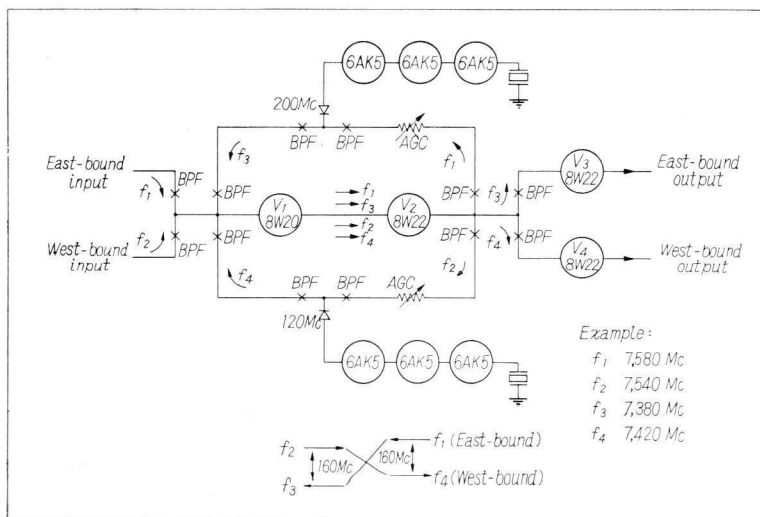 6AK5 6AK5 6AK5
200Mc
BPF BPF AGC
f3
f1
East-bound
input
BPF
f1
BPF
V1
8W20
f1
f3
f2
f4
V2
8W22
BPF
f3
BPF
V3
8W22
East-bound
output
f2
West-bound
input
BPF
BPF
BPF
f4
BPF
V4
8W22
West-bound
output
f4
f2
BPF BPF AGC
120Mc
6AK5 6AK5 6AK5
Example:
f1 7,580 Mc
f2 7,540 Mc
f3 7,380 Mc
f4 7,420 Mc
f2
160Mc
f3
160Mc
f1 (East-bound)
f4 (West-bound)